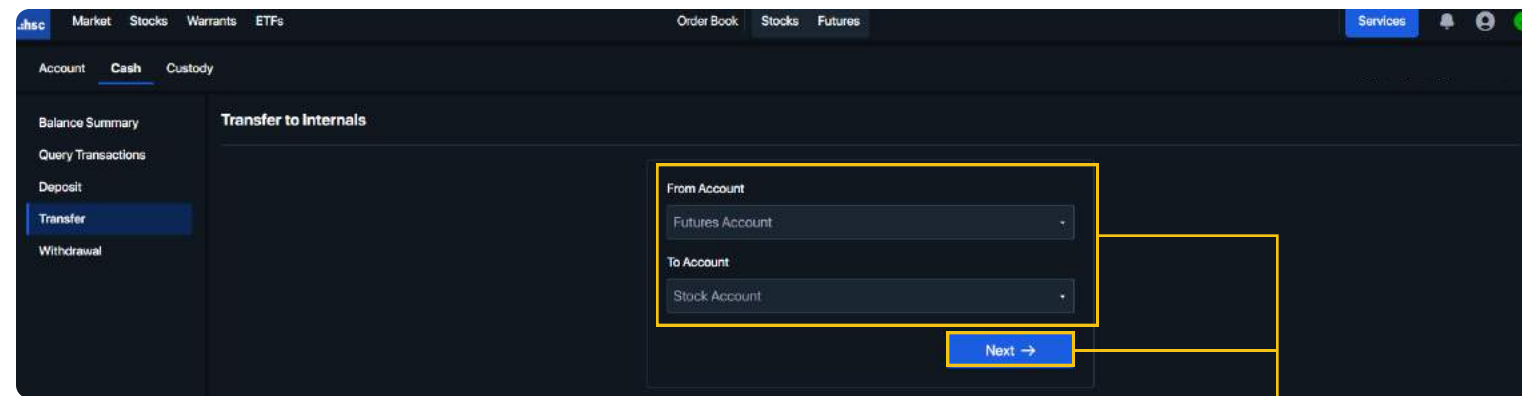 .:hsc Market Stocks Warrants ETFs Order Book Stocks Futures Services
Account Cash Custody
Balance Summary
Query Transactions
Deposit
Transfer
Withdrawal
Transfer to Internals
From Account
Futures Account
To Account
Stock Account
Next →